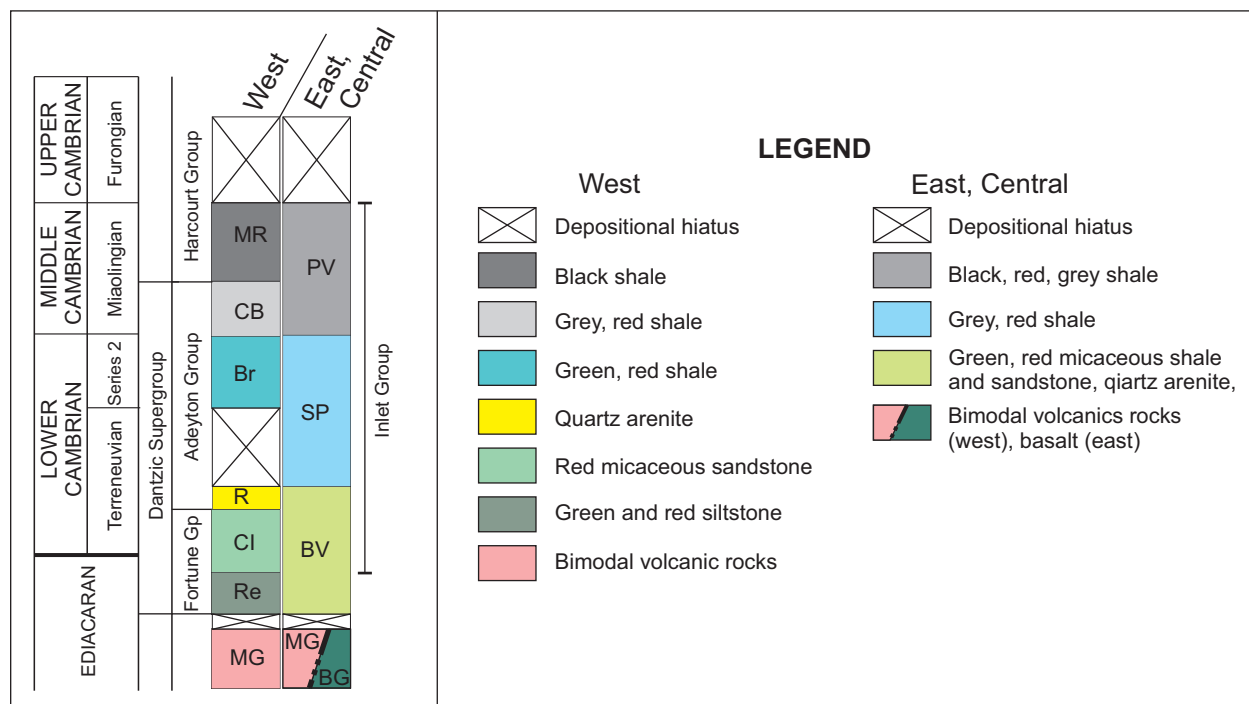 West
East,
Central
UPPER
CAMBRIAN
Furongian
MIDDLE
CAMBRIAN
Miaolingian
LOWER
CAMBRIAN
Series 2
Terreneuvian
EDIACARAN
Dantzic Supergroup
Harcourt Group
Adeyton Group
Fortune Gp
Inlet Group
MR
CB
Br
R
CI
Re
MG
PV
SP
BV
MG
BG
LEGEND
West
Depositional hiatus
Black shale
Grey, red shale
Green, red shale
Quartz arenite
Red micaceous sandstone
Green and red siltstone
Bimodal volcanic rocks
East, Central
Depositional hiatus
Black, red, grey shale
Grey, red shale
Green, red micaceous shale
and sandstone, qiartz arenite,
Bimodal volcanics rocks
(west), basalt (east)